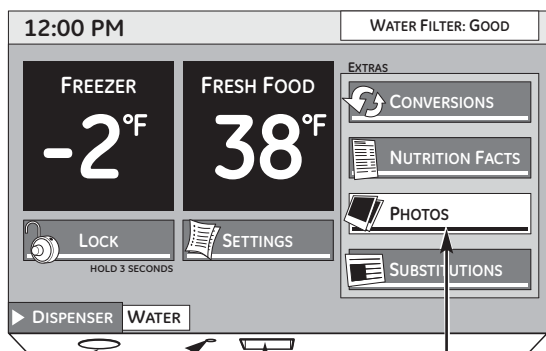 12:00 PM
WATER FILTER: GOOD
EXTRAS
FREEZER
-2°F
FRESH FOOD
38°F
CONVERSIONS
NUTRITION FACTS
PHOTOS
SUBSTITUTIONS
LOCK
HOLD 3 SECONDS
SETTINGS
DISPENSER WATER